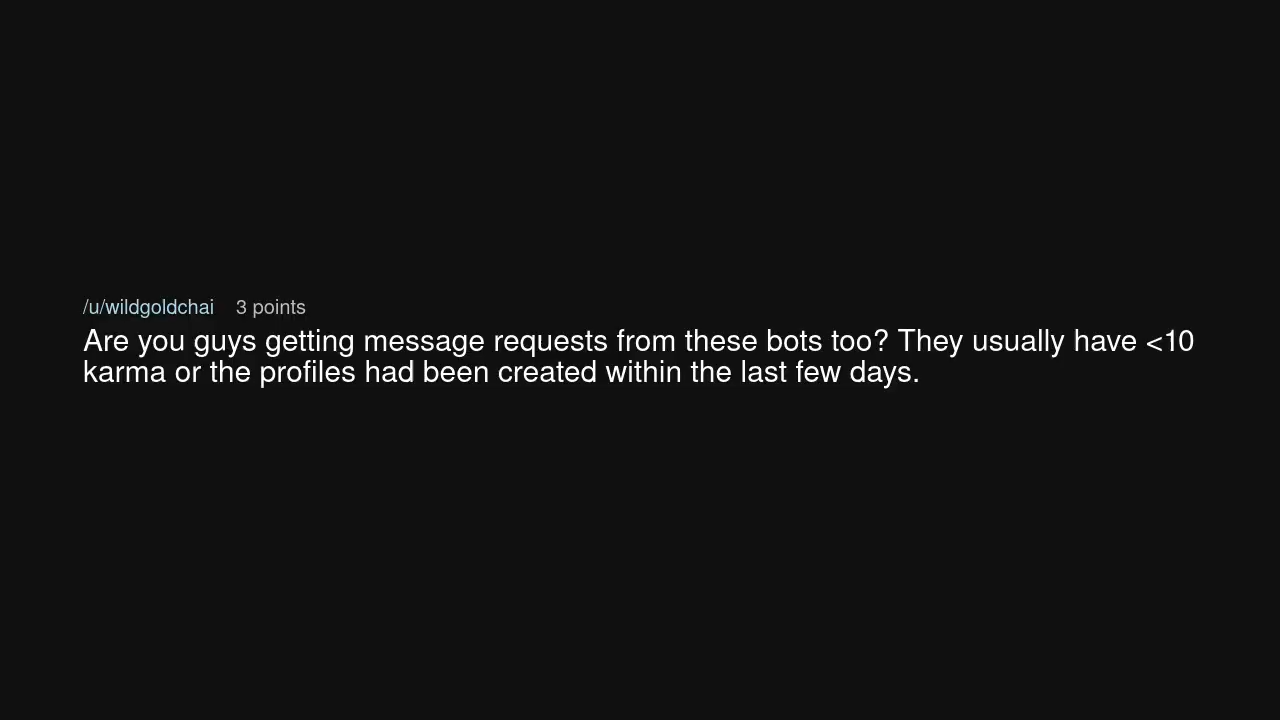 /u/wildgoldchai 3 points
Are you guys getting message requests from these bots too? They usually have <10
karma or the profiles had been created within the last few days.